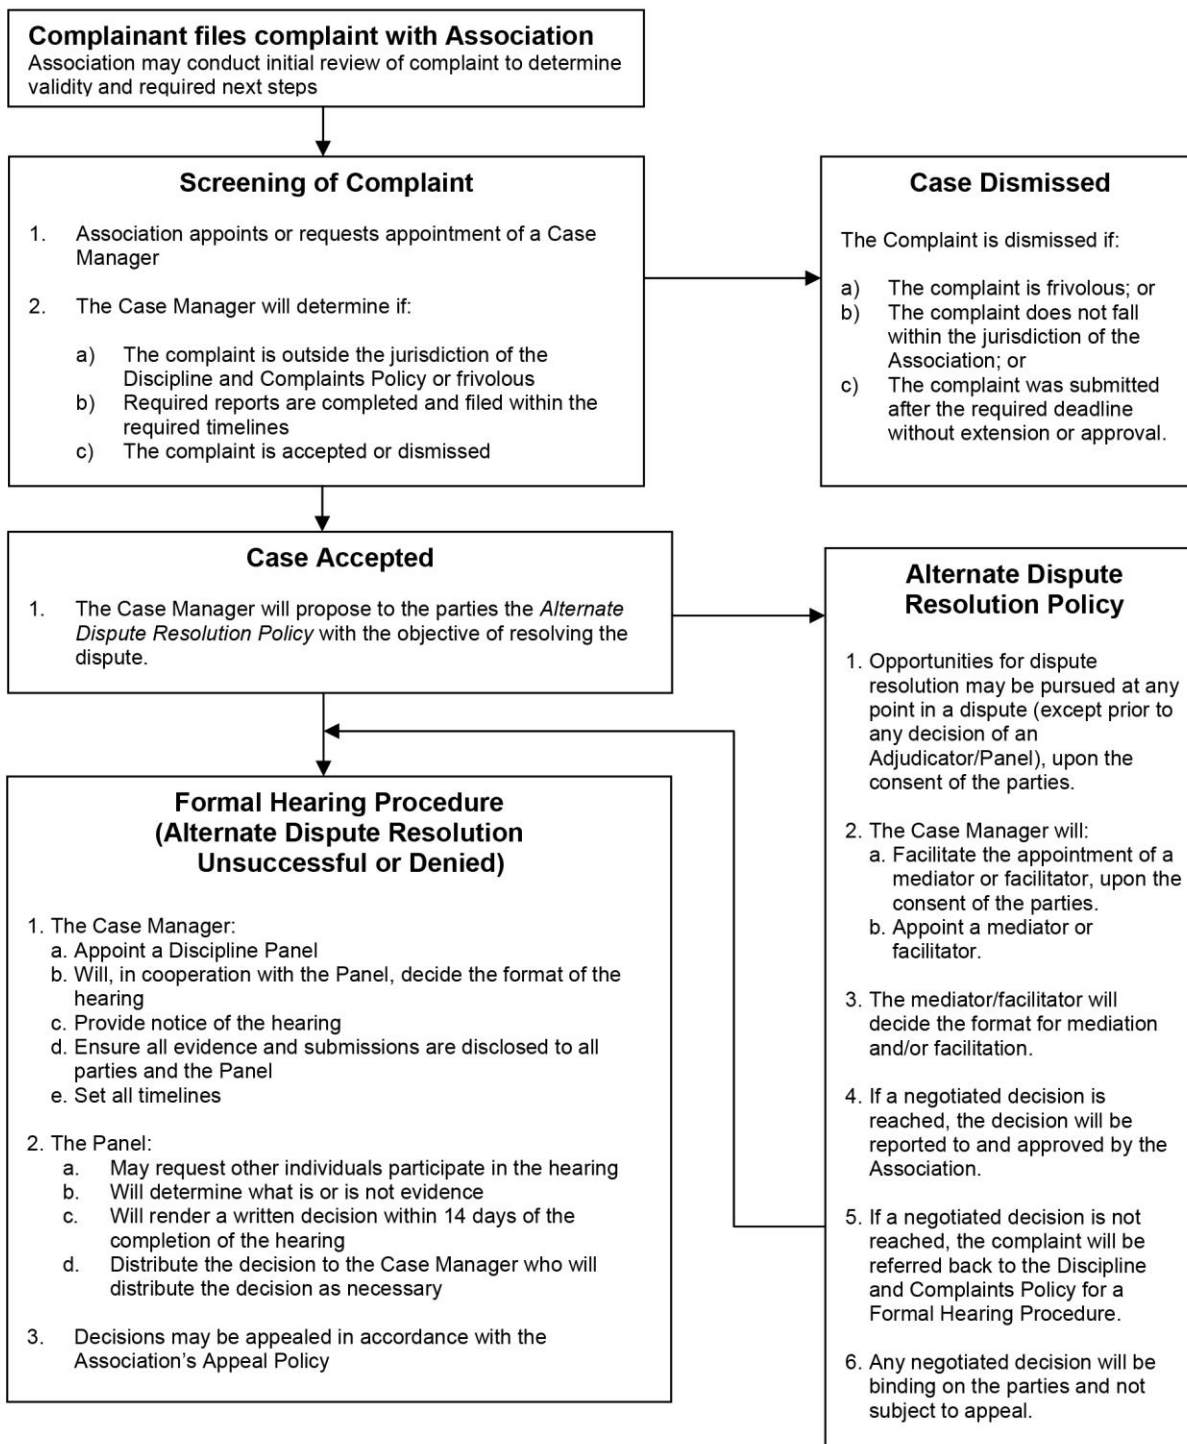 Complainant files complaint with Association
Association may conduct initial review of complaint to determine
validity and required next steps
Screening of Complaint
1. Association appoints or requests appointment of a Case
Manager
2. The Case Manager will determine if:
a) The complaint is outside the jurisdiction of the
Discipline and Complaints Policy or frivolous
b) Required reports are completed and filed within the
required timelines
c) The complaint is accepted or dismissed
Case Dismissed
The Complaint is dismissed if:
a) The complaint is frivolous; or
b) The complaint does not fall
within the jurisdiction of the
Association; or
c) The complaint was submitted
after the required deadline
without extension or approval.
Case Accepted
1. The Case Manager will propose to the parties the Alternate
Dispute Resolution Policy with the objective of resolving the
dispute.
Alternate Dispute
Resolution Policy
1. Opportunities for dispute
resolution may be pursued at any
point in a dispute (except prior to
any decision of an
Adjudicator/Panel), upon the
consent of the parties.
2. The Case Manager will:
a. Facilitate the appointment of a
mediator or facilitator, upon the
consent of the parties.
b. Appoint a mediator or
facilitator.
3. The mediator/facilitator will
decide the format for mediation
and/or facilitation.
4. If a negotiated decision is
reached, the decision will be
reported to and approved by the
Association.
5. If a negotiated decision is not
reached, the complaint will be
referred back to the Discipline
and Complaints Policy for a
Formal Hearing Procedure.
6. Any negotiated decision will be
binding on the parties and not
subject to appeal.
Formal Hearing Procedure
(Alternate Dispute Resolution
Unsuccessful or Denied)
1. The Case Manager:
a. Appoint a Discipline Panel
b. Will, in cooperation with the Panel, decide the format of the
hearing
c. Provide notice of the hearing
d. Ensure all evidence and submissions are disclosed to all
parties and the Panel
e. Set all timelines
2. The Panel:
a. May request other individuals participate in the hearing
b. Will determine what is or is not evidence
c. Will render a written decision within 14 days of the
completion of the hearing
d. Distribute the decision to the Case Manager who will
distribute the decision as necessary
3. Decisions may be appealed in accordance with the
Association's Appeal Policy